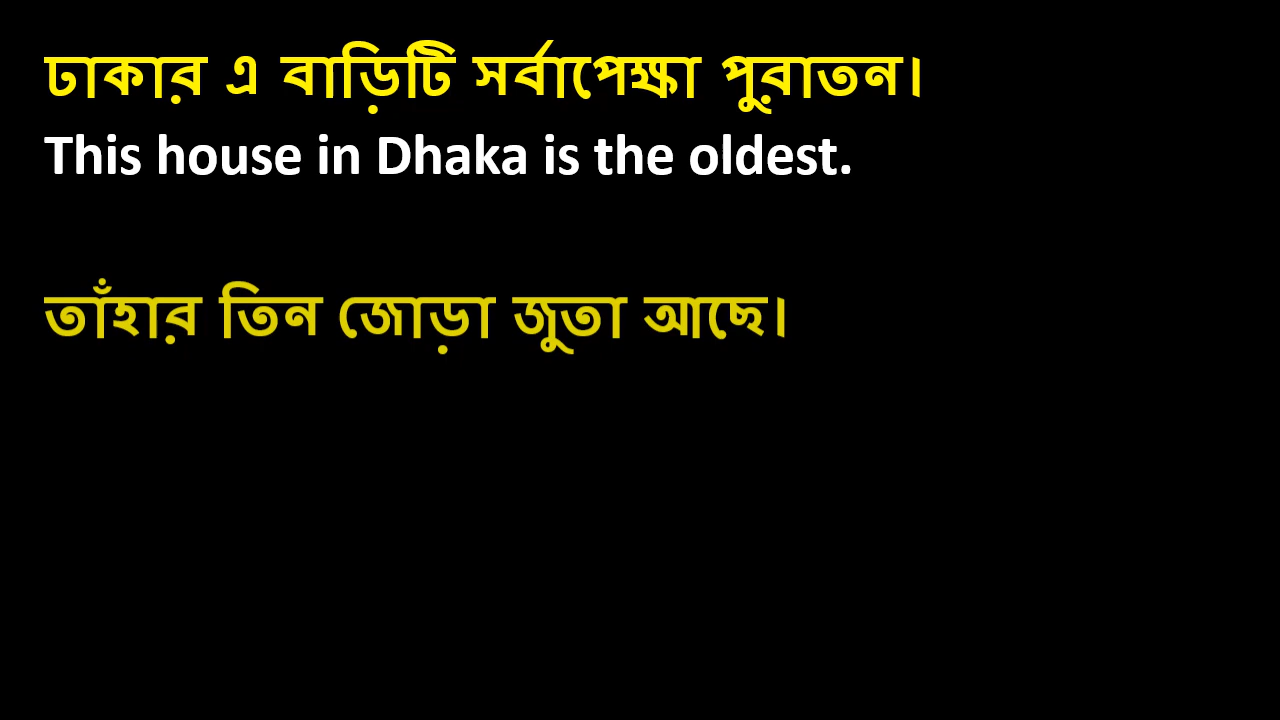 ঢাকার এ বাড়িটি সর্বাপেক্ষা পুরাতন।
This house in Dhaka is the oldest.
তাঁহার তিন জোড়া জুতা আছে।